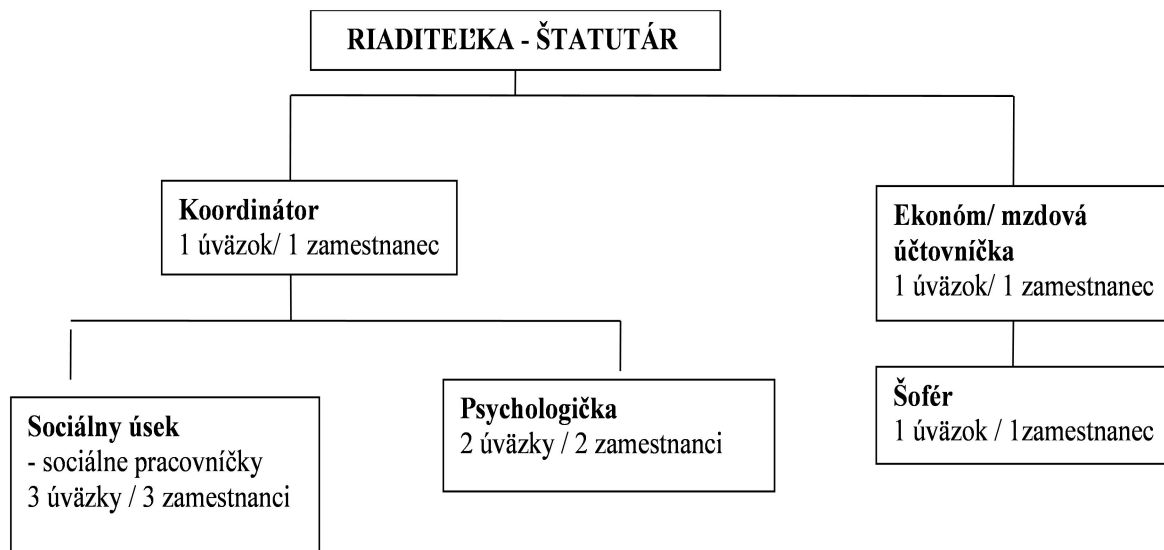 RIADITEĽKA - ŠTATUTÁR
Koordinátor
1 úväzok/ 1 zamestnanec
Ekonóm/ mzdová
účtovníčka
1 úväzok/ 1 zamestnanec
Sociálny úsek
- sociálne pracovníčky
3 úväzky / 3 zamestnanci
Psychologička
2 úväzky / 2 zamestnanci
Šofér
1 úväzok / 1zamestnanec